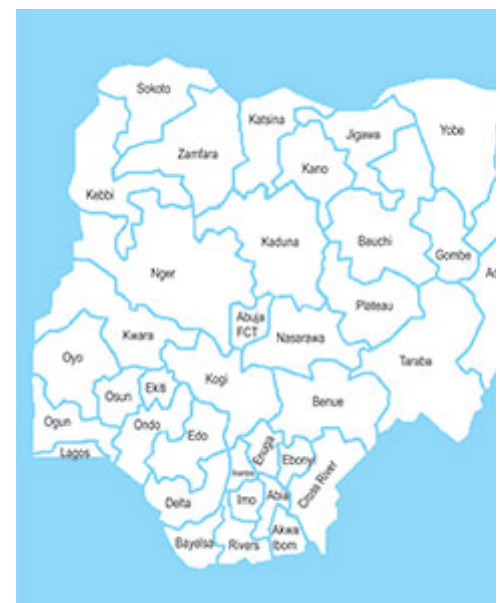 Sokoto
Katsina
Jigawa
Yobe
Zamfara
Kano
Kebbi
Kaduna
Bauchi
Gombe
Nger
Plateau
Abuja
FCT
Kwara
Nasarawa
Oyo
Taraba
Ekiti
Kogi
Osun
Benue
Ogun
Ondo
Edo
Lagos
Enugu
Ebonyi
Cross River
Delta
Imo
Abia
Akwa
Ibom
Bayelsa
Rivers